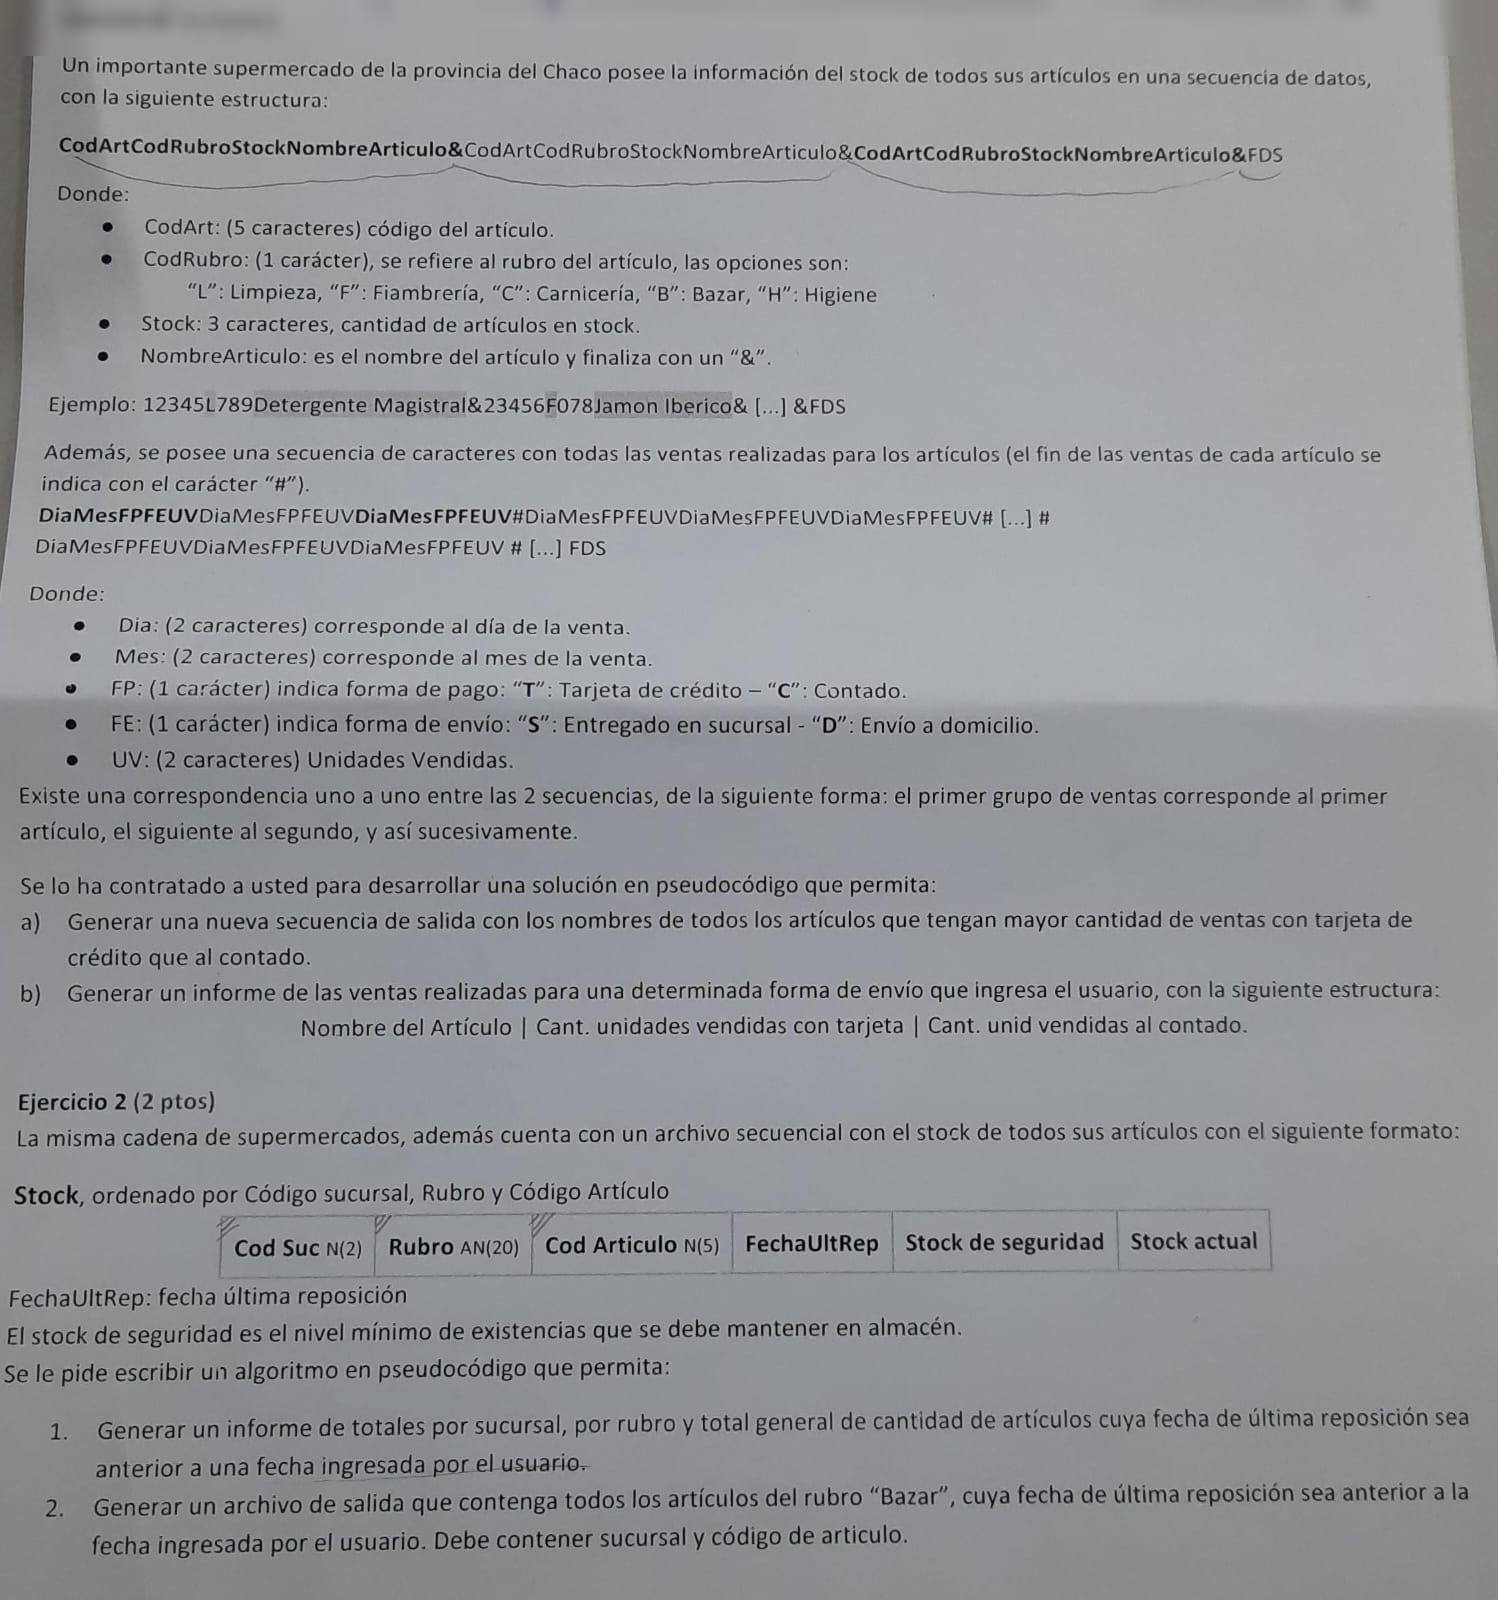 Un importante supermercado de la provincia del Chaco posee la información del stock de todos sus artículos en una secuencia de datos,
con la siguiente estructura:
CodArtCodRubroStockNombreArticulo&CodArtCodRubroStockNombreArticulo&CodArtCodRubroStockNombreArticulo&FDS
Donde:
• CodArt: (5 caracteres) código del artículo.
• CodRubro: (1 carácter), se refiere al rubro del artículo, las opciones son:
“L”: Limpieza, “F”: Fiambrería, “C”: Carnicería, “B”: Bazar, “H”: Higiene
• Stock: 3 caracteres, cantidad de artículos en stock.
• NombreArticulo: es el nombre del artículo y finaliza con un “&”.
Ejemplo: 12345L789Detergente Magistral&23456F078Jamon Iberico& [...] &FDS
Además, se posee una secuencia de caracteres con todas las ventas realizadas para los artículos (el fin de las ventas de cada artículo se
indica con el carácter “#”).
DiaMesFPFEUVDiaMesFPFEUVDiaMesFPFEUV#DiaMesFPFEUVDiaMesFPFEUVDiaMesFPFEUV# [...] #
DiaMesFPFEUVDiaMesFPFEUVDiaMesFPFEUV # [...] FDS
Donde:
• Dia: (2 caracteres) corresponde al día de la venta.
• Mes: (2 caracteres) corresponde al mes de la venta.
• FP: (1 carácter) indica forma de pago: “T”: Tarjeta de crédito – “C”: Contado.
• FE: (1 carácter) indica forma de envío: “S”: Entregado en sucursal - “D”: Envío a domicilio.
• UV: (2 caracteres) Unidades Vendidas.
Existe una correspondencia uno a uno entre las 2 secuencias, de la siguiente forma: el primer grupo de ventas corresponde al primer
artículo, el siguiente al segundo, y así sucesivamente.
Se lo ha contratado a usted para desarrollar una solución en pseudocódigo que permita:
a) Generar una nueva secuencia de salida con los nombres de todos los artículos que tengan mayor cantidad de ventas con tarjeta de
crédito que al contado.
b) Generar un informe de las ventas realizadas para una determinada forma de envío que ingresa el usuario, con la siguiente estructura:
Nombre del Artículo | Cant. unidades vendidas con tarjeta | Cant. unid vendidas al contado.
Ejercicio 2 (2 ptos)
La misma cadena de supermercados, además cuenta con un archivo secuencial con el stock de todos sus artículos con el siguiente formato:
Stock, ordenado por Código sucursal, Rubro y Código Artículo
Cod Suc N(2) Rubro AN(20) Cod Articulo N(5) FechaUltRep Stock de seguridad Stock actual
FechaUltRep: fecha última reposición
El stock de seguridad es el nivel mínimo de existencias que se debe mantener en almacén.
Se le pide escribir un algoritmo en pseudocódigo que permita:
1. Generar un informe de totales por sucursal, por rubro y total general de cantidad de artículos cuya fecha de última reposición sea
anterior a una fecha ingresada por el usuario.
2. Generar un archivo de salida que contenga todos los artículos del rubro “Bazar”, cuya fecha de última reposición sea anterior a la
fecha ingresada por el usuario. Debe contener sucursal y código de articulo.